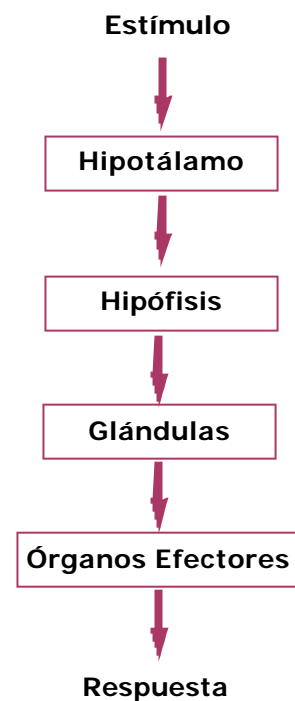 Estímulo
Hipotálamo
Hipófisis
Glándulas
Órganos Efectores
Respuesta